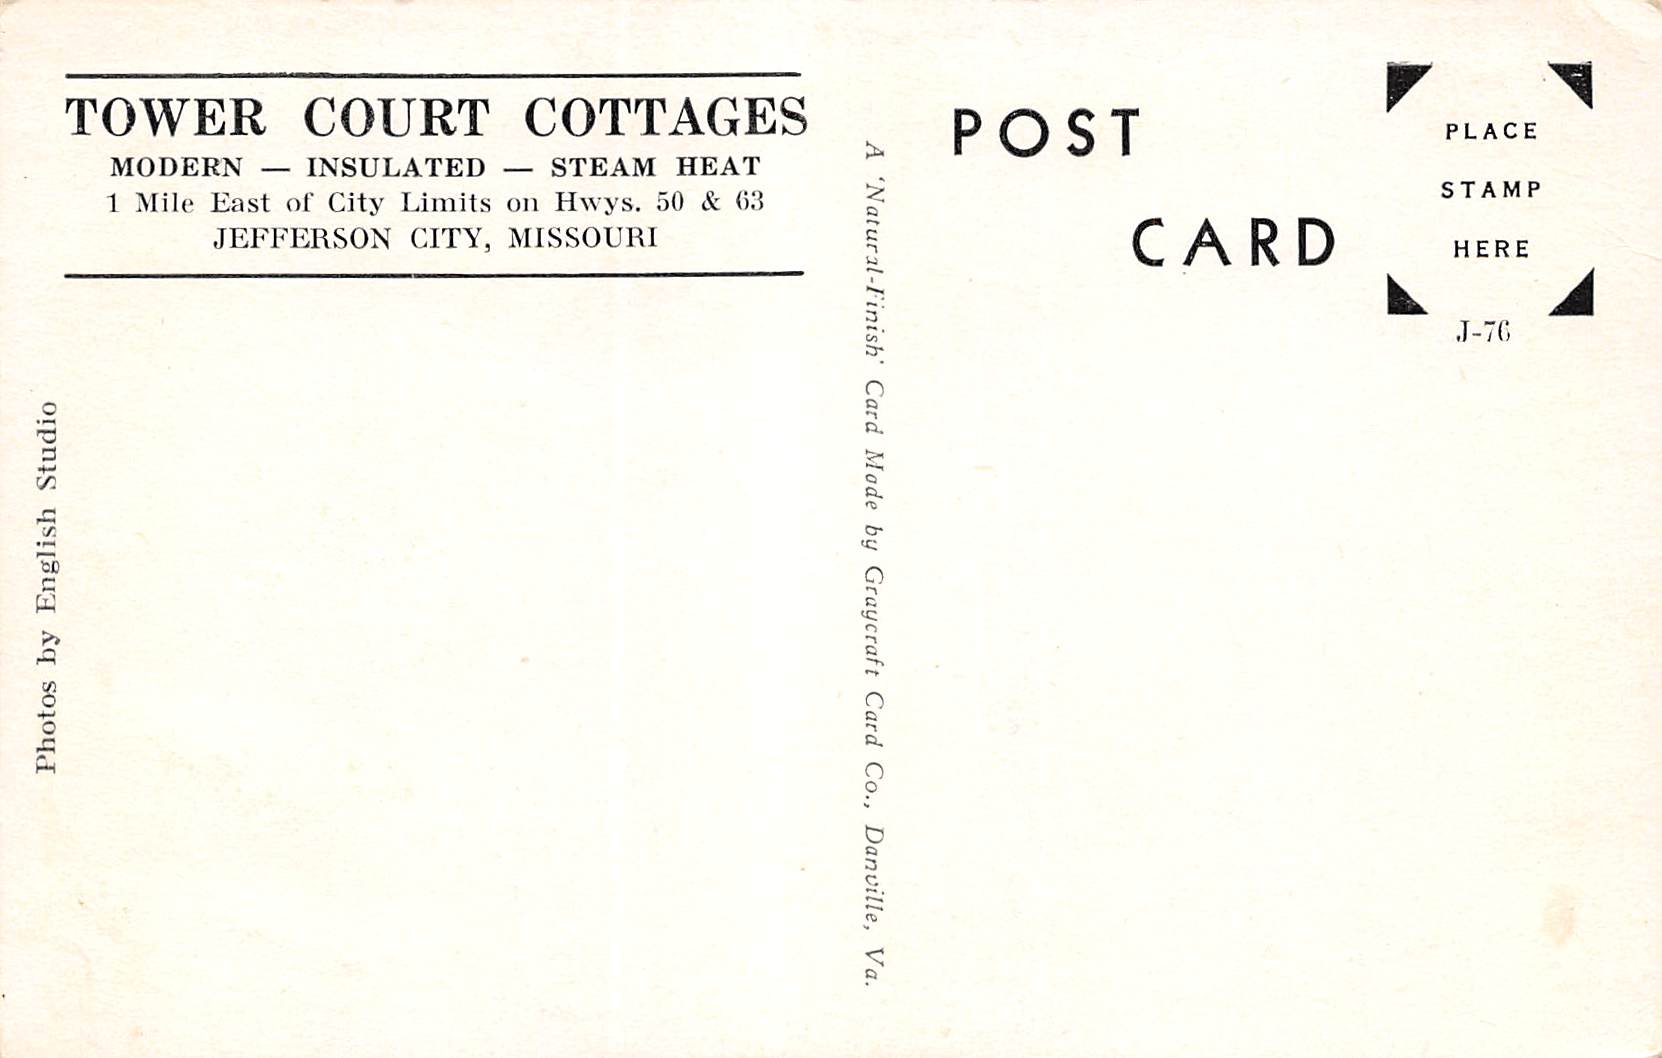 TOWER COURT COTTAGES
MODERN — INSULATED — STEAM HEAT
1 Mile East of City Limits on Hwys. 50 & 63
JEFFERSON CITY, MISSOURI
Photos by English Studio
A 'Natural-Finish' Card Made by Graycraft Card Co., Danville, Va.
POST
CARD
PLACE
STAMP
HERE
J-76